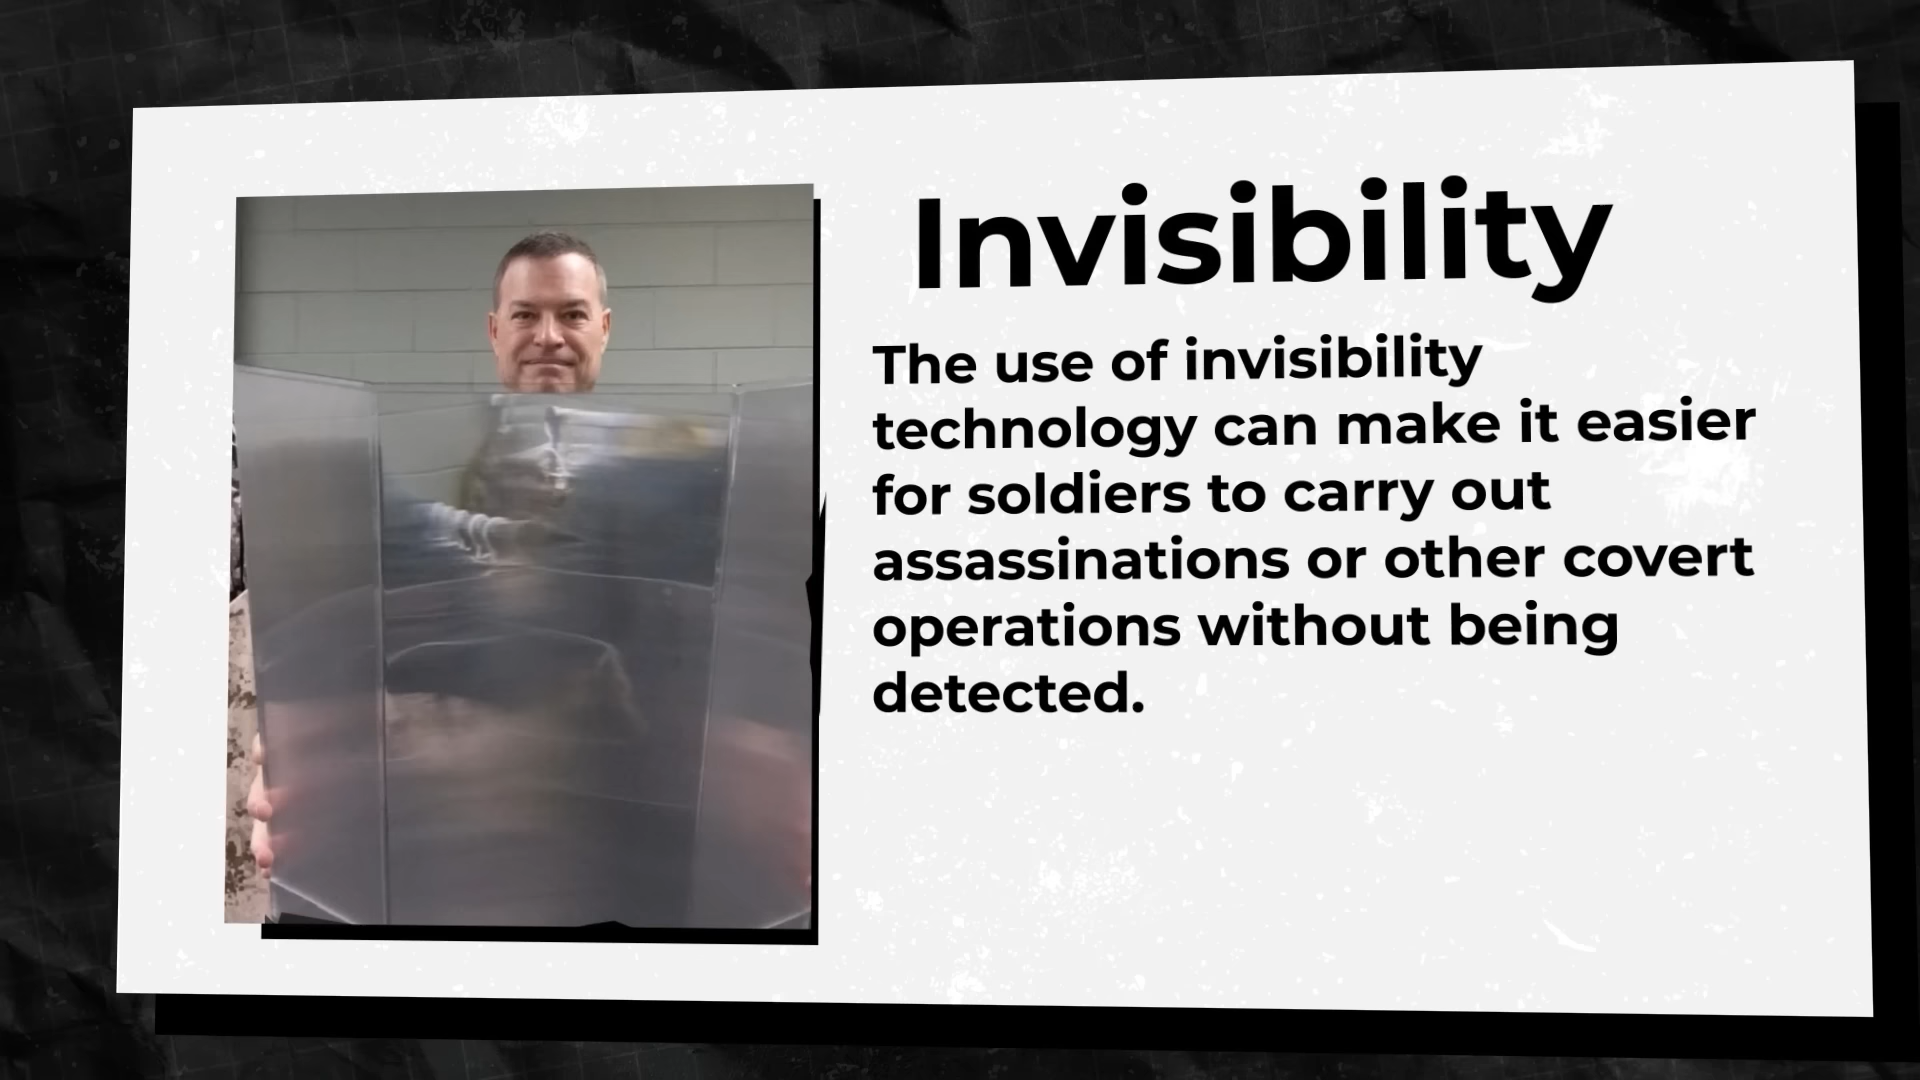 Invisibility
The use of invisibility
technology can make it easier
for soldiers to carry out
assassinations or other covert
operations without being
detected.